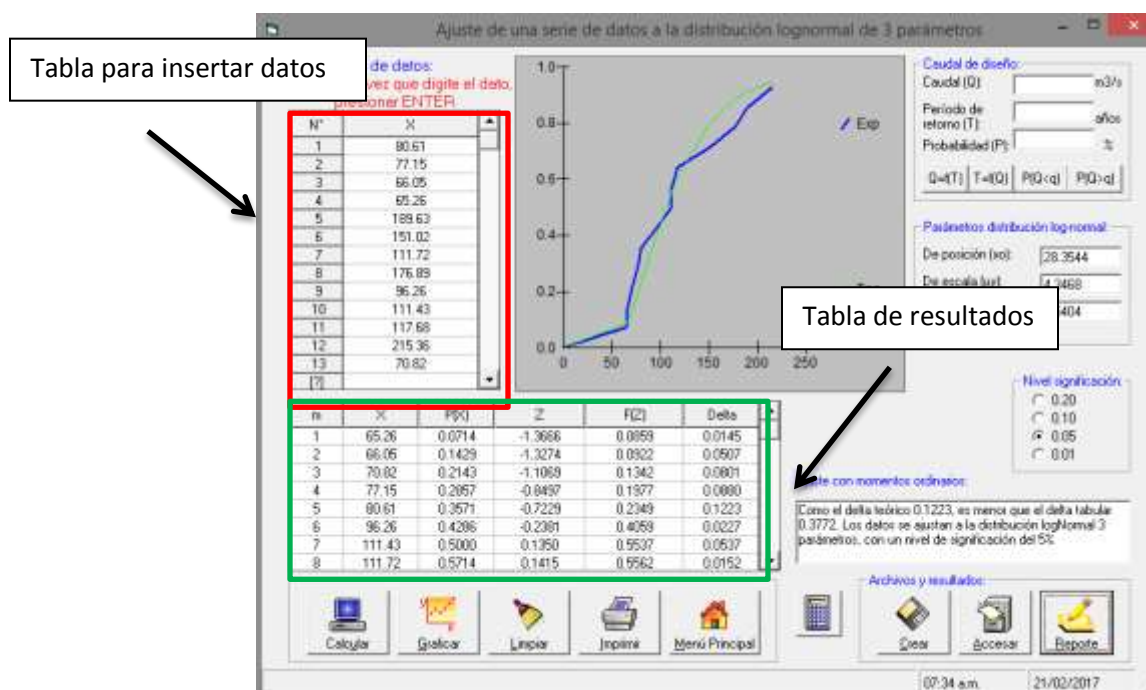 Ajuste de una serie de datos a la distribución lognormal de 3 parámetros
Tabla para insertar datos
de datos:
vez que digite el dato,
presionar ENTER
N° X
1 80.61
2 77.15
3 66.05
4 65.26
5 189.63
6 151.02
7 111.72
8 176.89
9 96.26
10 111.43
11 117.68
12 215.36
13 70.82
[?]
1.0
0.8
0.6
0.4
0.2
0.0
0 50 100 150 200 250
Exp
Caudal de diseño:
Caudal (Q): m3/s
Período de
retorno (T): años
Probabilidad (P): %
Q=f(T) T=f(Q) P(Q<q) P(Q>q)
Parámetros distribución log-normal:
De posición (xo): 28.3544
De escala (uy): 4.2468
404
Tabla de resultados
Nivel significación:
0.20
0.10
0.05
0.01
m X P(X) Z F(Z) Delta
1 65.26 0.0714 -1.3666 0.0859 0.0145
2 66.05 0.1429 -1.3274 0.0922 0.0507
3 70.82 0.2143 -1.1069 0.1342 0.0801
4 77.15 0.2857 -0.8497 0.1977 0.0880
5 80.61 0.3571 -0.7229 0.2349 0.1223
6 96.26 0.4286 -0.2381 0.4059 0.0227
7 111.43 0.5000 0.1350 0.5537 0.0537
8 111.72 0.5714 0.1415 0.5562 0.0152
con momentos ordinarios:
Como el delta teórico 0.1223, es menor que el delta tabular
0.3772. Los datos se ajustan a la distribución logNormal 3
parámetros, con un nivel de significación del 5%
Archivos y resultados:
Calcular Graficar Limpiar Imprimir Menú Principal Crear Accesar Reporte
07:34 a.m. 21/02/2017